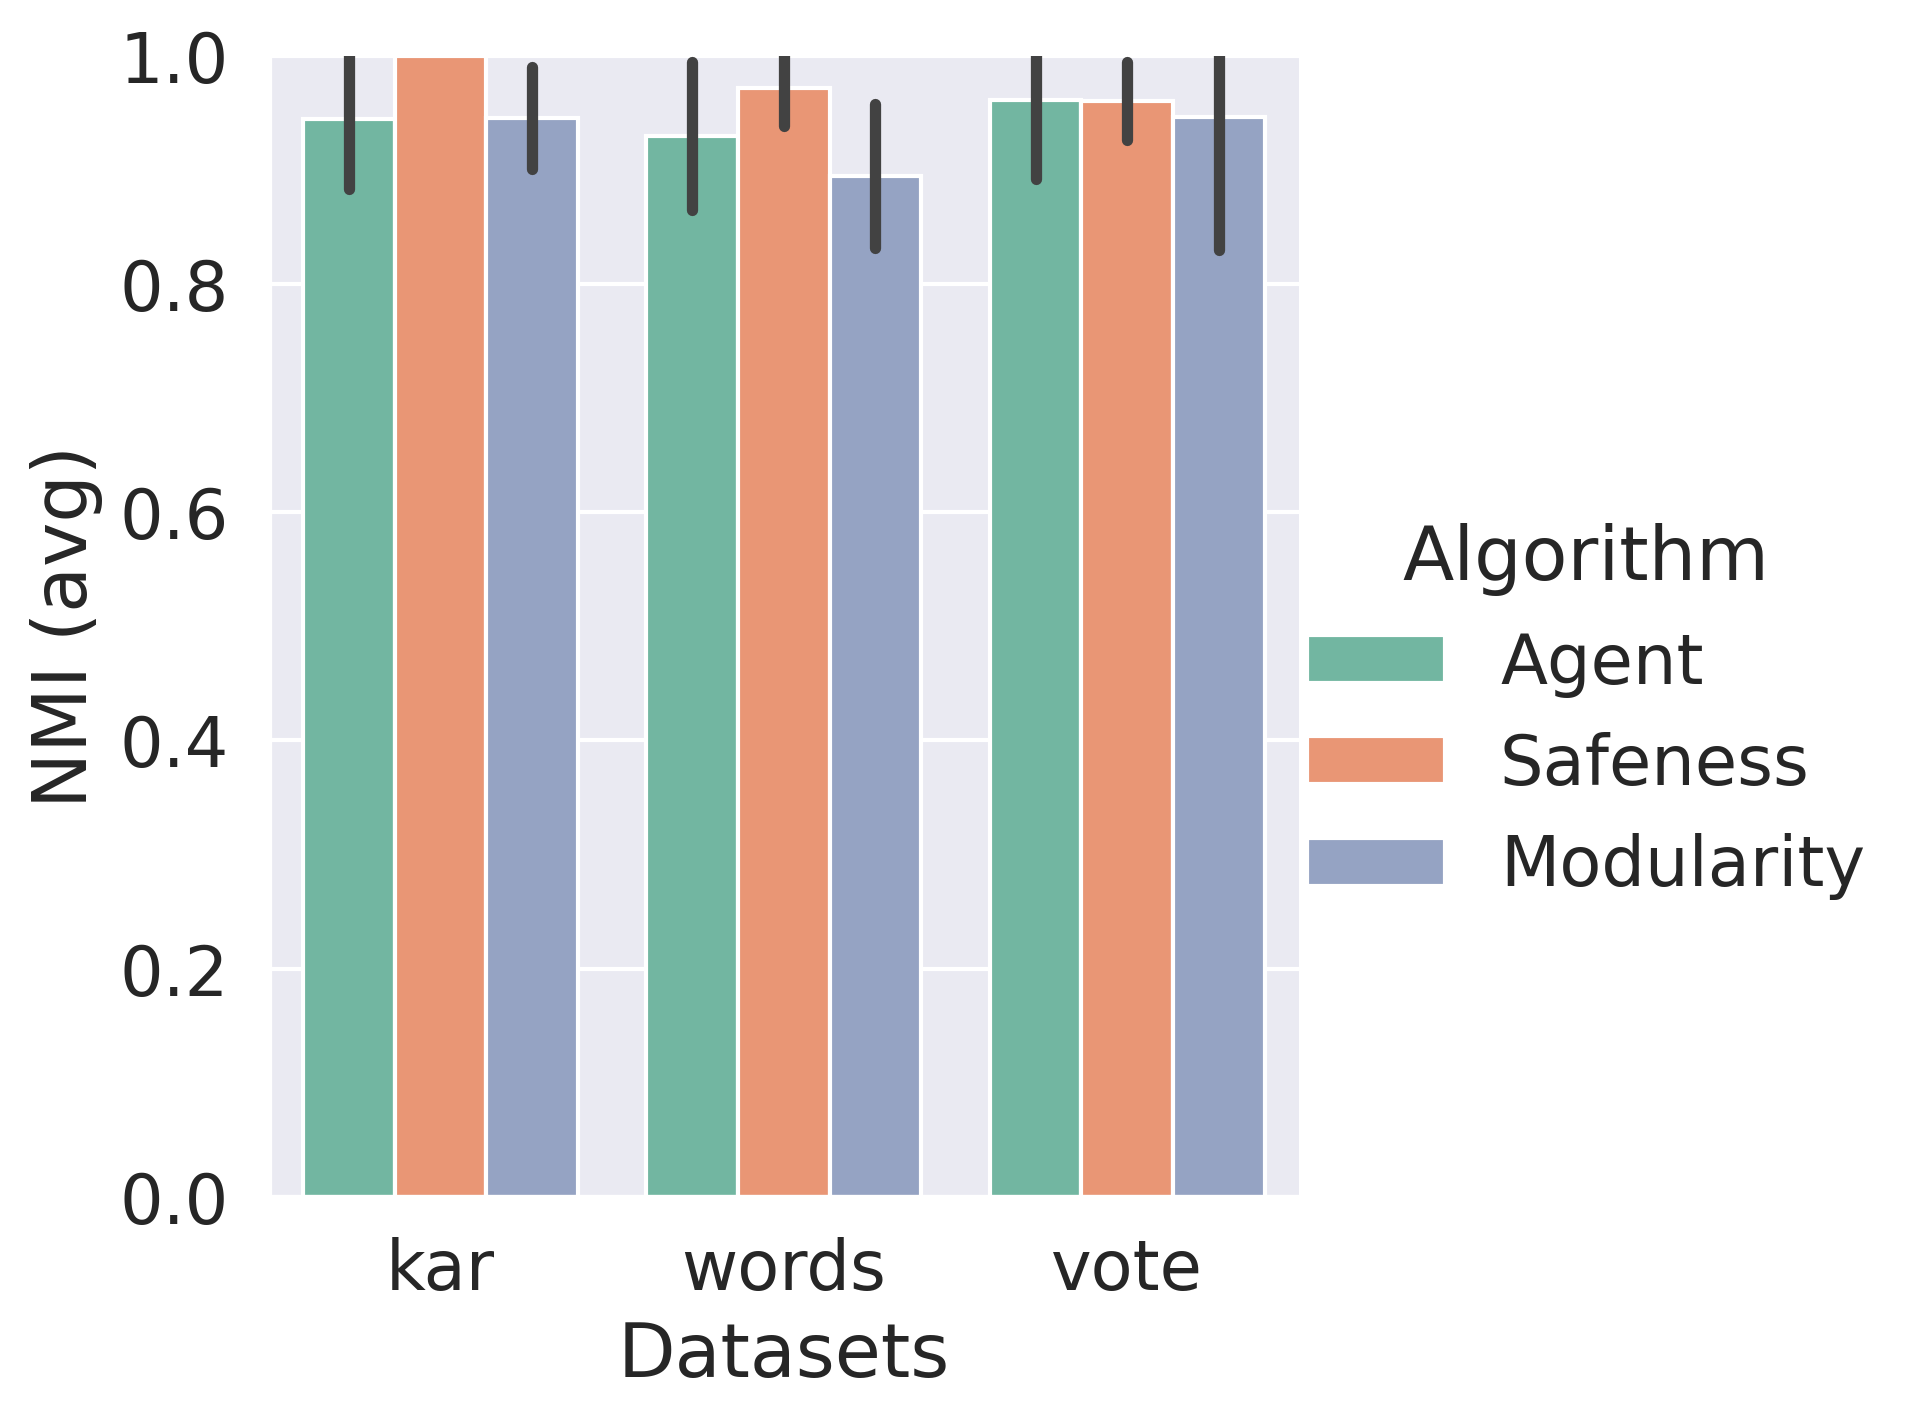 NMI (avg)
1.0
0.8
0.6
0.4
0.2
0.0
kar
words
vote
Datasets
Algorithm
Agent
Safeness
Modularity